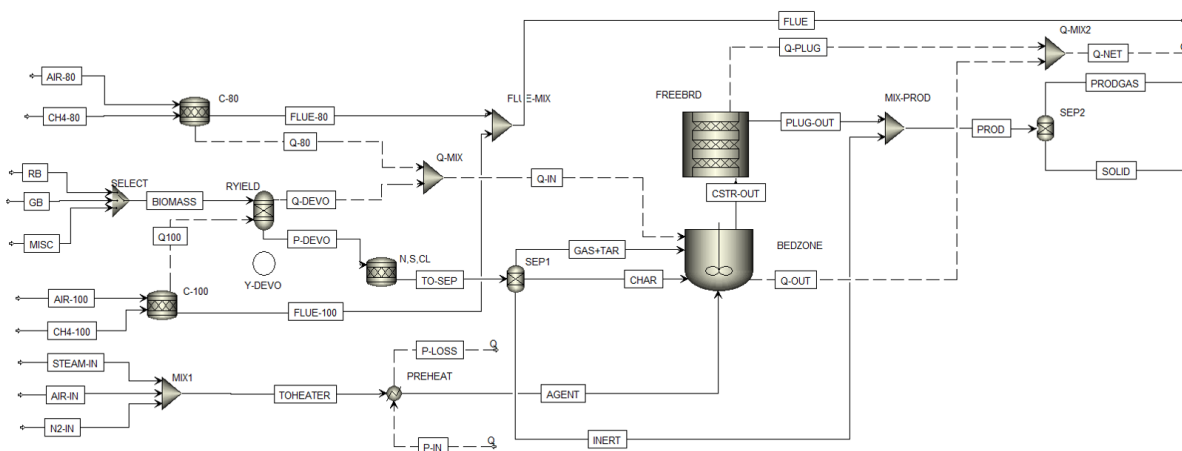 FLUE
Q-MIX2
Q-PLUG
Q-NET
Q
AIR-80
C-80
PRODGAS
CH4-80
FLUE-80
FLUE-MIX
FREEBRD
MIX-PROD
SEP2
PLUG-OUT
PROD
Q-80
Q-MIX
RB
SELECT
RYIELD
Q-IN
SOLID
GB
BIOMASS
Q-DEVO
CSTR-OUT
MISC
Q100
P-DEVO
BEDZONE
GAS+TAR
N,S,CL
SEP1
Y-DEVO
TO-SEP
CHAR
Q-OUT
AIR-100
C-100
CH4-100
FLUE-100
STEAM-IN
P-LOSS
Q
MIX1
PREHEAT
AIR-IN
TOHEATER
AGENT
N2-IN
P-IN
Q
INERT